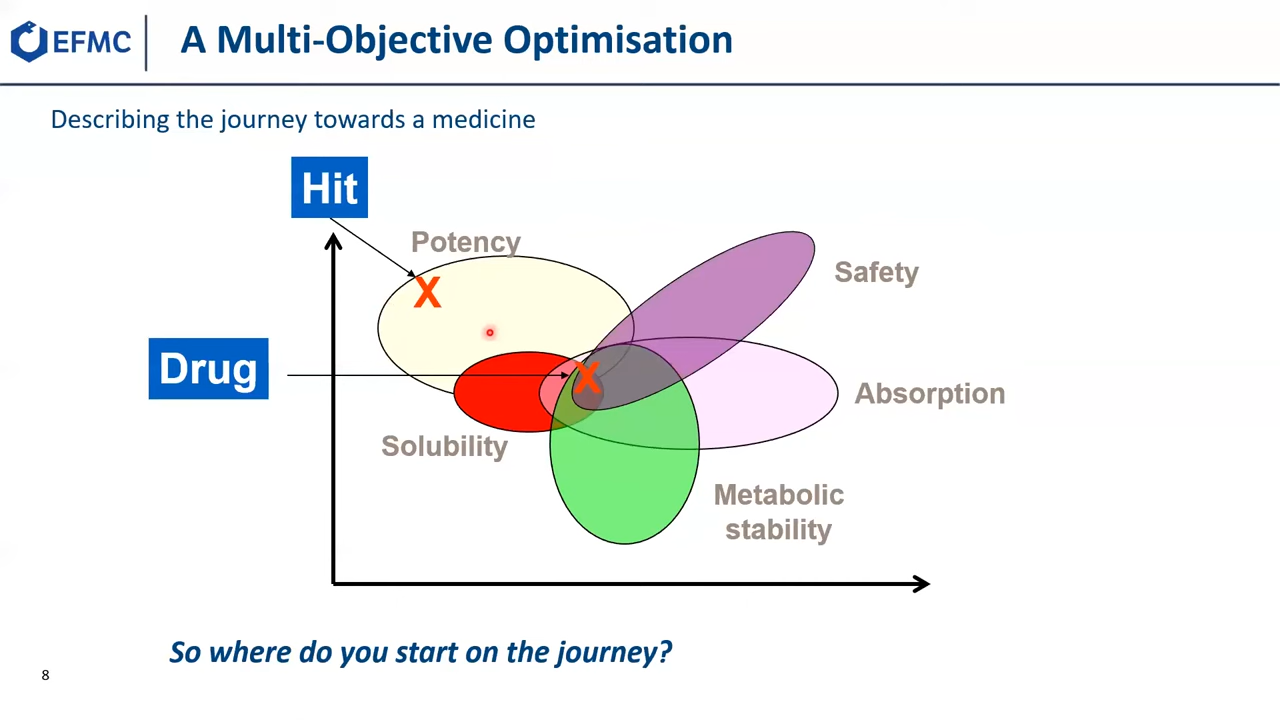 EFMC
A Multi-Objective Optimisation
Describing the journey towards a medicine
Hit
Potency
X
Safety
Drug
X
Absorption
Solubility
Metabolic
stability
So where do you start on the journey?
8